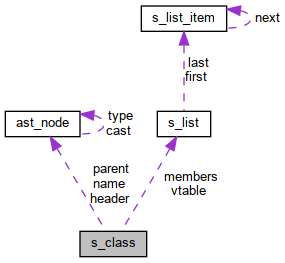 s_list_item
next
last
first
ast_node
type
cast
s_list
parent
name
header
members
vtable
s_class